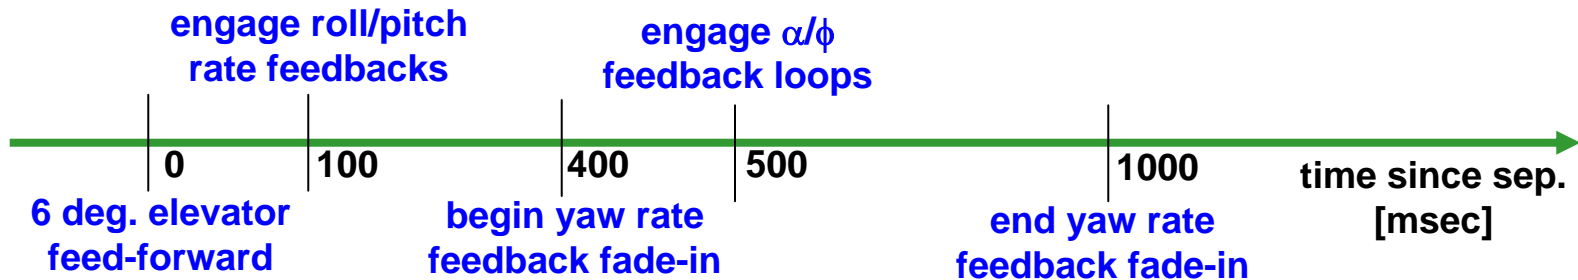 engage roll/pitch
rate feedbacks
engage α/ϕ
feedback loops
0
100
400
500
1000
time since sep.
[msec]
6 deg. elevator
feed-forward
begin yaw rate
feedback fade-in
end yaw rate
feedback fade-in